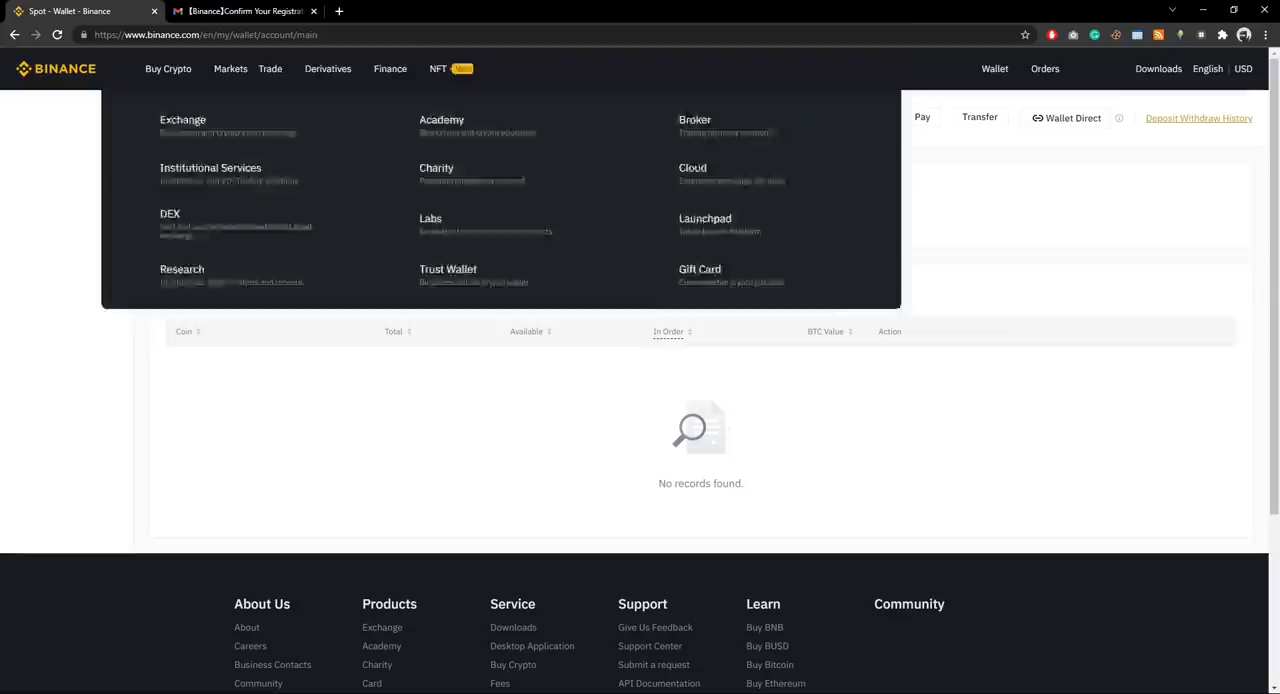 Spot - Wallet - Binance
[Binance]Confirm Your Registrat
https://www.binance.com/en/my/wallet/account/main
BINANCE
Buy Crypto Markets Trade Derivatives Finance NFT Wallet Orders Downloads English | USD
Pay Transfer Wallet Direct Deposit Withdraw History
Exchange Academy Broker
Institutional Services Charity Cloud
DEX Labs Launchpad
Research Trust Wallet Gift Card
Coin Total Available In Order BTC Value Action
No records found.
About Us Products Service Support Learn Community
About Exchange Downloads Give Us Feedback Buy BNB
Careers Academy Desktop Application Support Center Buy BUSD
Business Contacts Charity Buy Crypto Submit a request Buy Bitcoin
Community Card Fees API Documentation Buy Ethereum